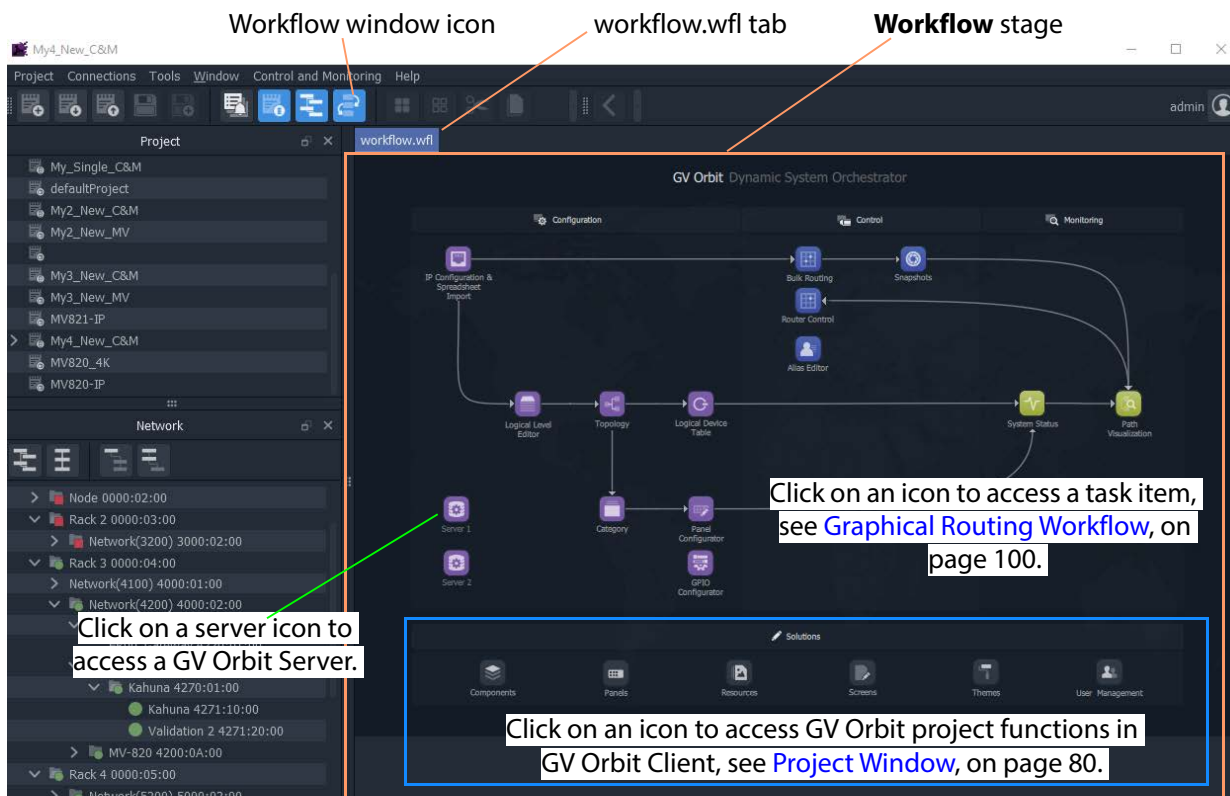 Workflow window icon
workflow.wfl tab
Workflow stage
My4_New_C&M
Project Connections Tools Window Control and Monitoring Help
admin
Project
workflow.wfl
My_Single_C&M
defaultProject
My2_New_C&M
My2_New_MV
My3_New_C&M
My3_New_MV
MV821-IP
My4_New_C&M
MV820_4K
MV820-IP
Network
Node 0000:02:00
Rack 2 0000:03:00
Network(3200) 3000:02:00
Rack 3 0000:04:00
Network(4100) 4000:01:00
Network(4200) 4000:02:00
Click on a server icon to
access a GV Orbit Server.
Kahuna 4270:01:00
Kahuna 4271:10:00
Validation 2 4271:20:00
MV-820 4200:0A:00
Rack 4 0000:05:00
Network(5200) 5000:02:00
GV Orbit Dynamic System Orchestrator
Configuration
Control
Monitoring
IP Configuration &
Spreadsheet
Import
Bulk Routing
Snapshots
Router Control
Alias Editor
Logical Level
Editor
Topology
Logical Device
Table
System Status
Path
Visualization
Click on an icon to access a task item,
see Graphical Routing Workflow, on
page 100.
Server 1
Category
Panel
Configurator
Server 2
GPIO
Configurator
Solutions
Components
Panels
Resources
Screens
Themes
User Management
Click on an icon to access GV Orbit project functions in
GV Orbit Client, see Project Window, on page 80.